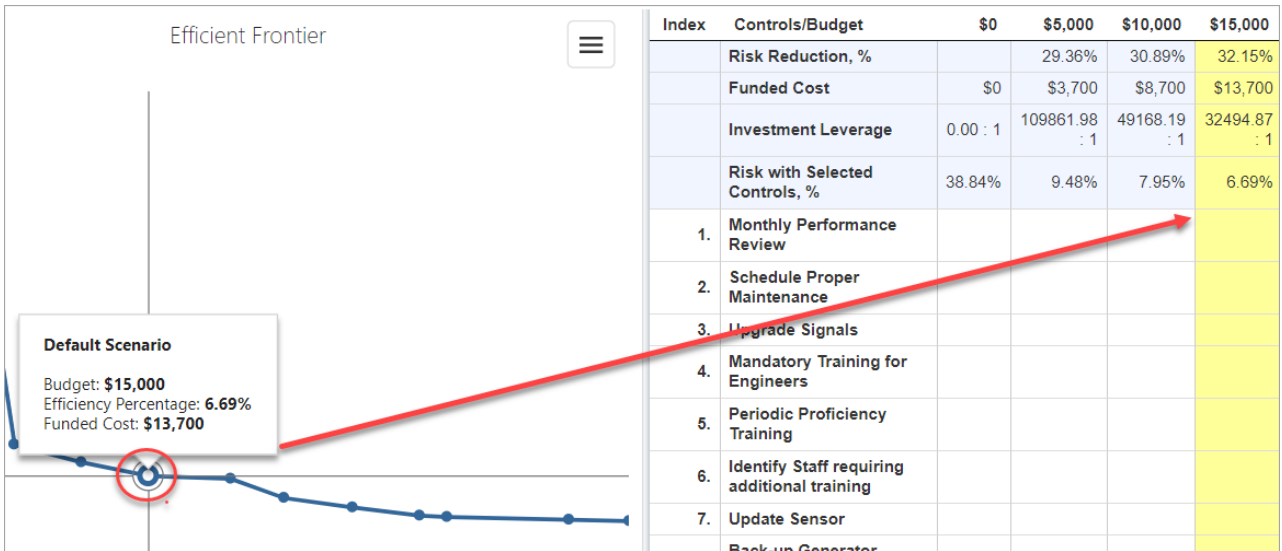 Efficient Frontier
Default Scenario
Budget: $15,000
Efficiency Percentage: 6.69%
Funded Cost: $13,700
Index Controls/Budget $0 $5,000 $10,000 $15,000
Risk Reduction, % 29.36% 30.89% 32.15%
Funded Cost $0 $3,700 $8,700 $13,700
Investment Leverage 0.00 : 1 109861.98 : 1 49168.19 : 1 32494.87 : 1
Risk with Selected
Controls, % 38.84% 9.48% 7.95% 6.69%
1. Monthly Performance
Review
2. Schedule Proper
Maintenance
3. Upgrade Signals
4. Mandatory Training for
Engineers
5. Periodic Proficiency
Training
6. Identify Staff requiring
additional training
7. Update Sensor
Back-up Generator